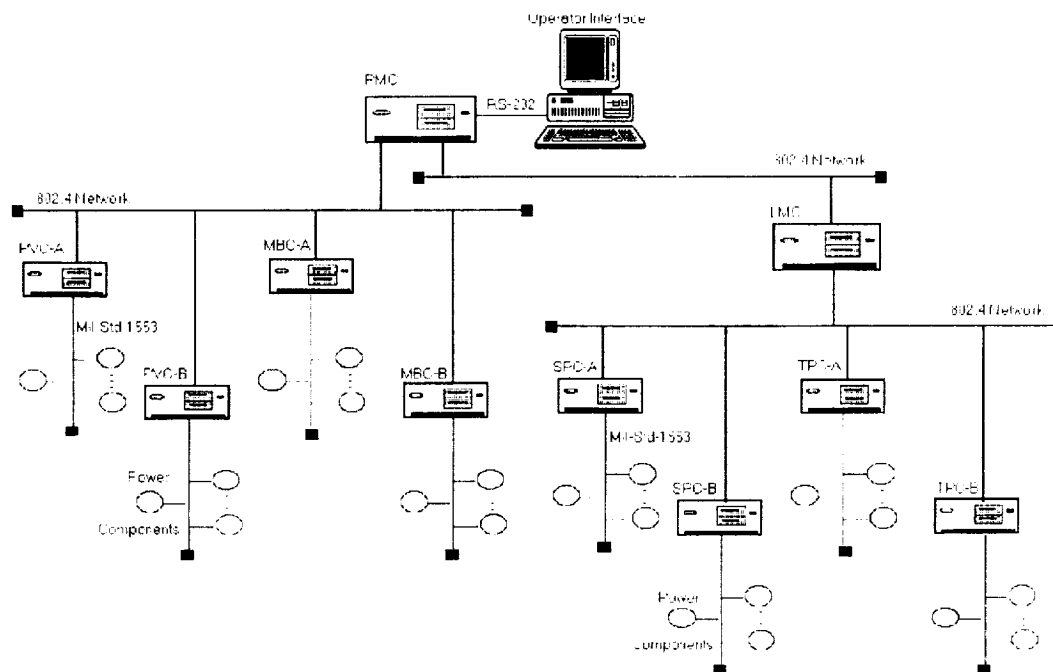 Operator Interface
PMC
RS-232
802.4 Network
802.4 Network
LMC
PVC-A
MBC-A
802.4 Network
Mil-Std-1553
SPC-A
TPC-A
PVC-B
MBC-B
Mil-Std-1553
Power
SPC-B
TPC-B
Components
Power
Components